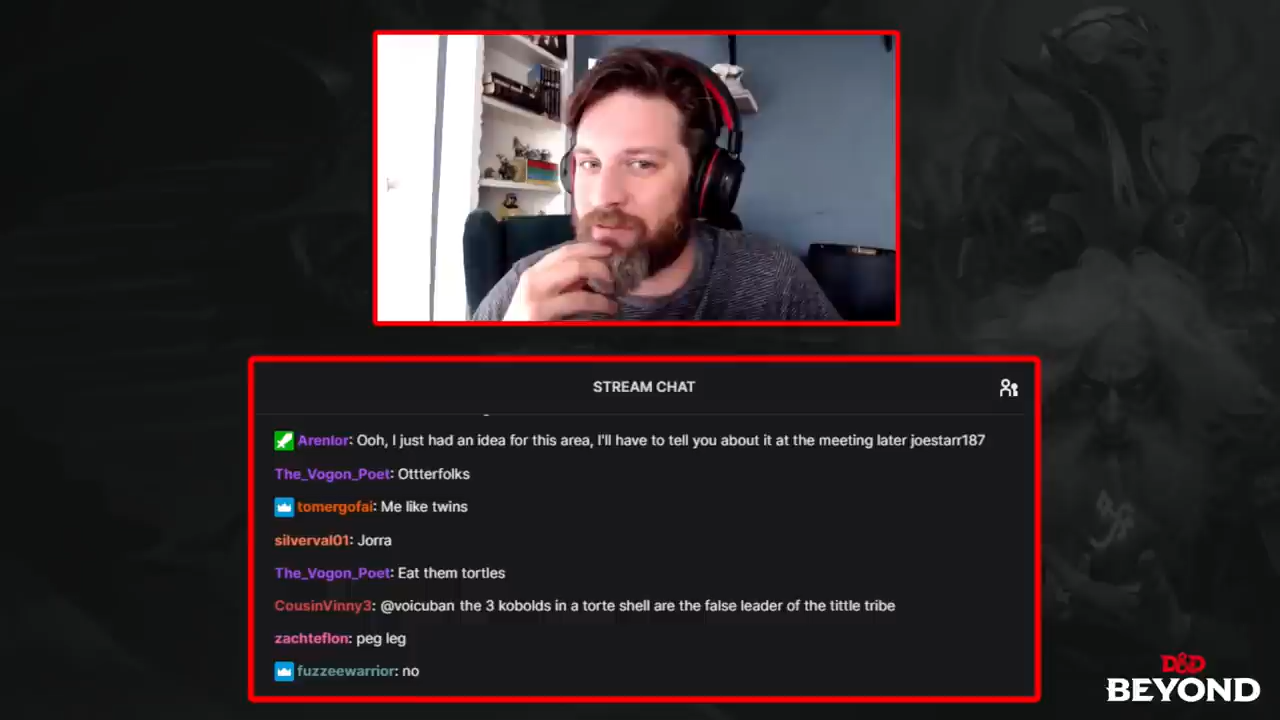 STREAM CHAT
Arenlor: Ooh, I just had an idea for this area, I'll have to tell you about it at the meeting later joestarr187
The_Vogon_Poet: Ottterfolks
tomergofai: Me like twins
silverval01: Jorra
The_Vogon_Poet: Eat them tortles
CousinVinny3: @voicuban the 3 kobolds in a torte shell are the false leader of the tittle tribe
zachteflon: peg leg
fuzzeewarrior: no
D&D
BEYOND